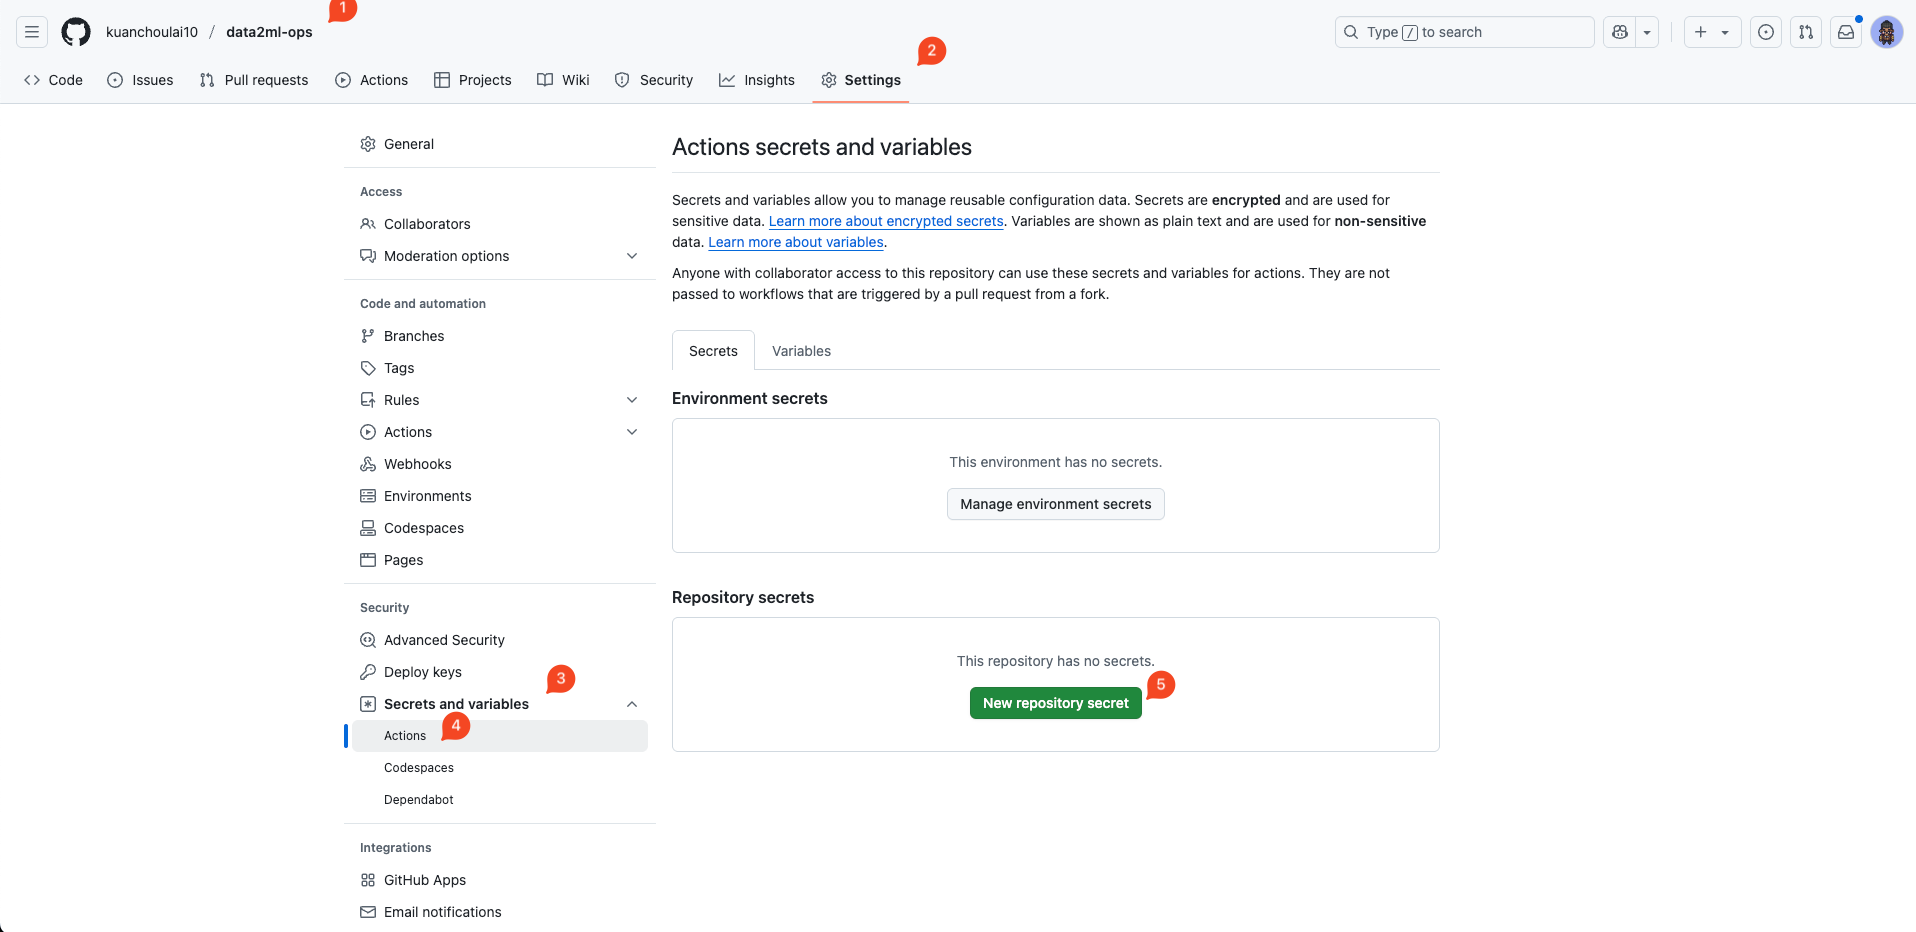 1
kuanchoulai10 / data2ml-ops
Type / to search
2
Code
Issues
Pull requests
Actions
Projects
Wiki
Security
Insights
Settings
General
Access
Collaborators
Moderation options
Code and automation
Branches
Tags
Rules
Actions
Webhooks
Environments
Codespaces
Pages
Security
Advanced Security
Deploy keys
3
Secrets and variables
4
Actions
Codespaces
Dependabot
Integrations
GitHub Apps
Email notifications
Actions secrets and variables
Secrets and variables allow you to manage reusable configuration data. Secrets are encrypted and are used for
sensitive data. Learn more about encrypted secrets. Variables are shown as plain text and are used for non-sensitive
data. Learn more about variables.
Anyone with collaborator access to this repository can use these secrets and variables for actions. They are not
passed to workflows that are triggered by a pull request from a fork.
Secrets
Variables
Environment secrets
This environment has no secrets.
Manage environment secrets
Repository secrets
This repository has no secrets.
5
New repository secret